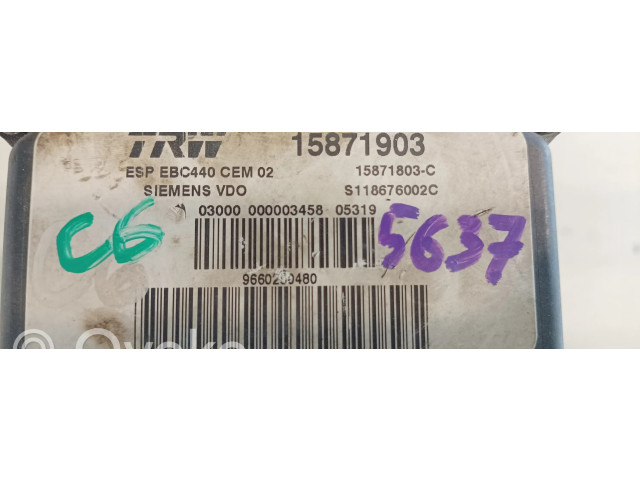 TRW 15871903
ESP EBC440 CEM 02 15871803-C
SIEMENS VDO S118676002C
03000 000003458 05319
C6
5637